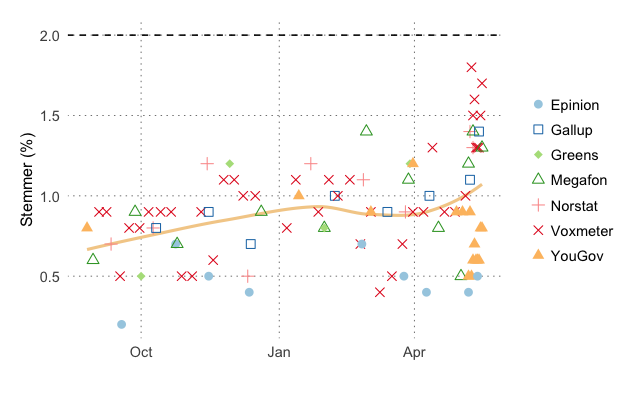 2.0
1.5
1.0
0.5
Stemmer (%)
Oct
Jan
Apr
Epinion
Gallup
Greens
Megafon
Norstat
Voxmeter
YouGov